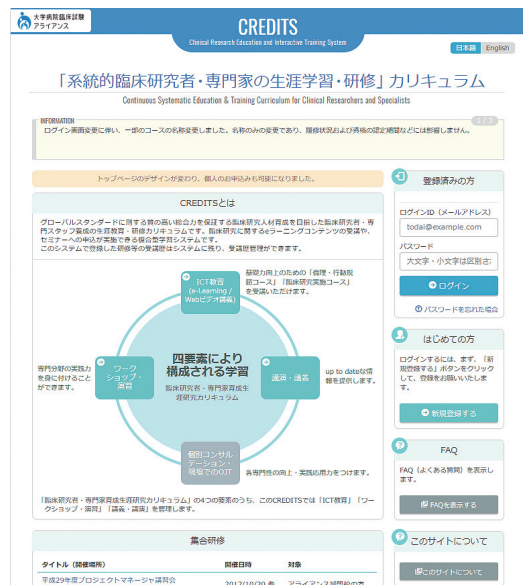 大学病院臨床試験
アライアンス
CREDITS
Clinical Research Education and Interactive Training System
日本語 English
「系統的臨床研究者・専門家の生涯学習・研修」カリキュラム
Continuous Systematic Education & Training Curriculum for Clinical Researchers and Specialists
INFORMATION
1 / 3
ログイン画面変更に伴い、一部のコースの名称変更しました。名称のみの変更であり、履修状況および資格の認定期間などには影響しません。
トップページのデザインが変わり、個人のお申込みも可能になりました。
CREDITSとは
グローバルスタンダードに則する質の高い総合力を保証する臨床研究人材育成を目指した臨床研究者・専
門スタッフ養成の生涯教育・研修カリキュラムです。臨床研究に関するeラーニングコンテンツの受講や、
セミナーへの申込が実施できる複合型学習システムです。
このシステムで登録した研修等の受講歴はシステムに残り、受講歴管理ができます。
ICT教育
(e-Learning /
Webビデオ講義)
基礎力向上のための「倫理・行動規
範コース」「臨床研究実施コース」
を受講いただけます。
専門分野の実践力
を身に付けること
ができます。
ワーク
ショップ・
演習
四要素により
構成される学習
臨床研究者・専門家育成生
涯研究カリキュラム
講演・講義
up to dateな情
報を提供します。
個別コンサル
テーション・
現場でのOJT
各専門性の向上・実践応用力をつけます。
「臨床研究者・専門家育成生涯研究カリキュラム」の4つの要素のうち、このCREDITSでは「ICT教育」「ワー
クショップ・演習」「講義・講演」を管理します。
集合研修
タイトル（開催場所） 開催日時 対象
平成29年度プロジェクトマネージャ講習会
登録済みの方
ログインID（メールアドレス）
todai@example.com
パスワード
大文字・小文字は区別さ
ログイン
パスワードを忘れた場合
はじめての方
ログインするには、まず、「新
規登録する」ボタンをクリック
して、登録をお願いいたしま
す。
新規登録する
FAQ
FAQ（よくある質問）を表示し
ます。
FAQを表示する
このサイトについて
このサイトについて